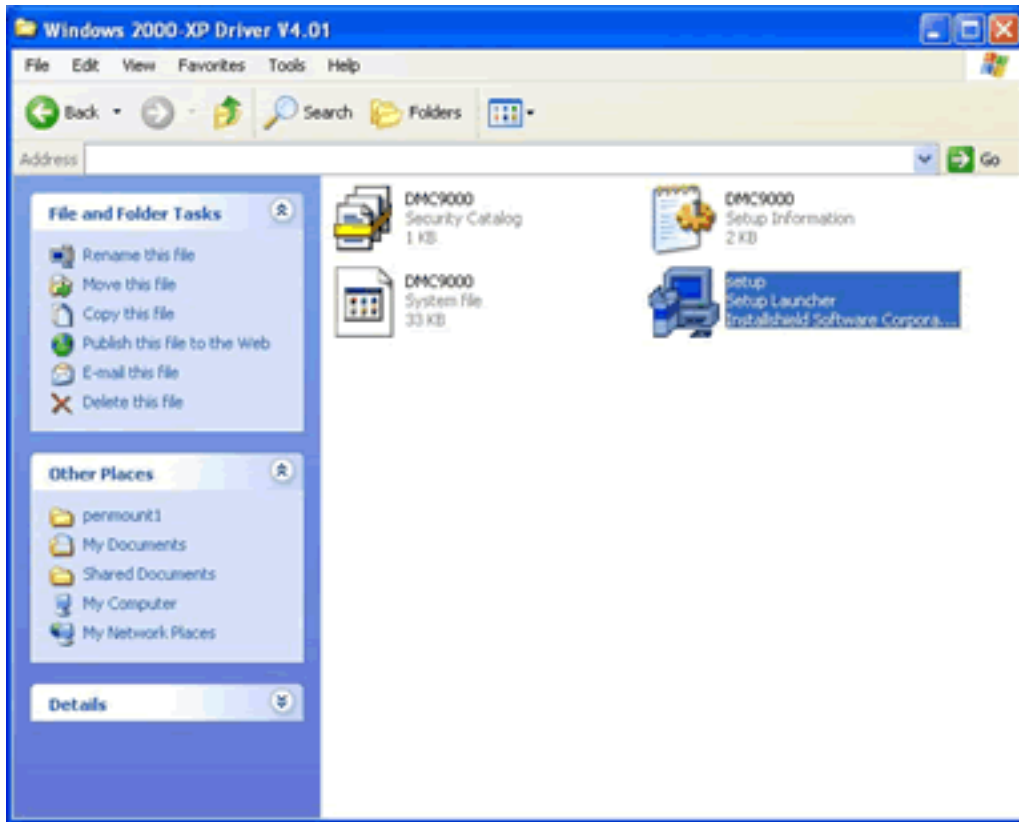 Windows 2000-XP Driver V4.01
File Edit View Favorites Tools Help
Back Search Folders
Address Go
File and Folder Tasks
Rename this file
Move this file
Copy this file
Publish this file to the Web
E-mail this file
Delete this file
Other Places
penmount1
My Documents
Shared Documents
My Computer
My Network Places
Details
DMC9000
Security Catalog
1 KB
DMC9000
Setup Information
2 KB
DMC9000
System file
33 KB
setup
Setup Launcher
InstallShield Software Corpora...